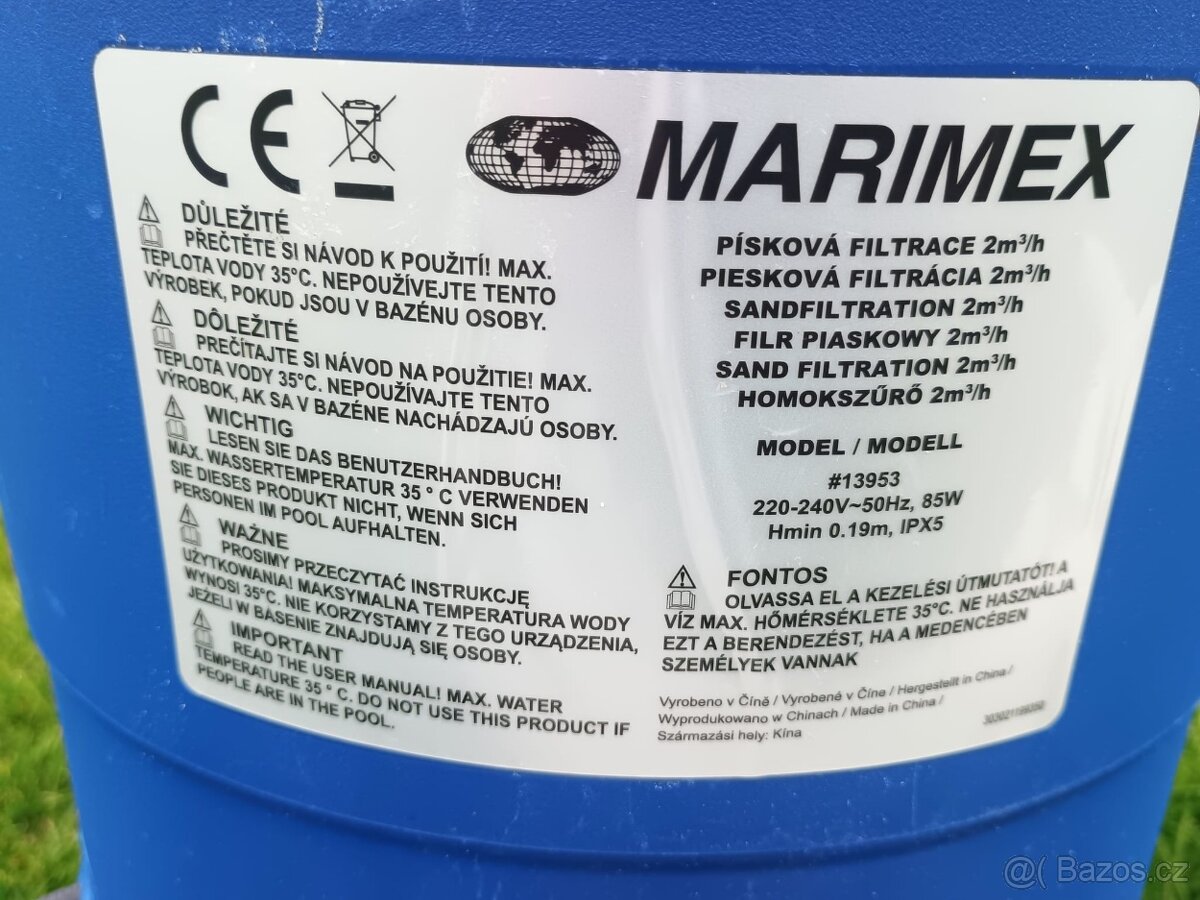 CE
MARIMEX
DŮLEŽITÉ
PŘEČTĚTE SI NÁVOD K POUŽITÍ! MAX.
TEPLOTA VODY 35°C. NEPOUŽÍVEJTE TENTO
VÝROBEK, POKUD JSOU V BAZÉNU OSOBY.
DÔLEŽITÉ
PREČÍTAJTE SI NÁVOD NA POUŽITIE! MAX.
TEPLOTA VODY 35°C. NEPOUŽÍVAJTE TENTO
VÝROBOK, AK SA V BAZÉNE NACHÁDZAJÚ OSOBY.
WICHTIG
LESEN SIE DAS BENUTZERHANDBUCH!
MAX. WASSERTEMPERATUR 35 ° C VERWENDEN
SIE DIESES PRODUKT NICHT, WENN SICH
PERSONEN IM POOL AUFHALTEN.
WAŻNE
PROSIMY PRZECZYTAĆ INSTRUKCJĘ
UŻYTKOWANIA! MAKSYMALNA TEMPERATURA WODY
WYNOSI 35°C. NIE KORZYSTAMY Z TEGO URZĄDZENIA,
JEŻELI W BASENIE ZNAJDUJĄ SIĘ OSOBY.
IMPORTANT
READ THE USER MANUAL! MAX. WATER
TEMPERATURE 35 ° C. DO NOT USE THIS PRODUCT IF
PEOPLE ARE IN THE POOL.
PÍSKOVÁ FILTRACE 2m³/h
PIESKOVÁ FILTRÁCIA 2m³/h
SANDFILTRATION 2m³/h
FILR PIASKOWY 2m³/h
SAND FILTRATION 2m³/h
HOMOKSZŰRŐ 2m³/h
MODEL / MODELL
#13953
220-240V~50Hz, 85W
Hmin 0.19m, IPX5
FONTOS
OLVASSA EL A KEZELÉSI ÚTMUTATÓT! A
VÍZ MAX. HŐMÉRSÉKLETE 35°C. NE HASZNÁLJA
EZT A BERENDEZÉST, HA A MEDENCÉBEN
SZEMÉLYEK VANNAK
Vyrobeno v Číně / Vyrobené v Číne / Hergestellt in China /
Wyprodukowano w Chinach / Made in China /
Származási hely: Kína
@( Bazos.cz